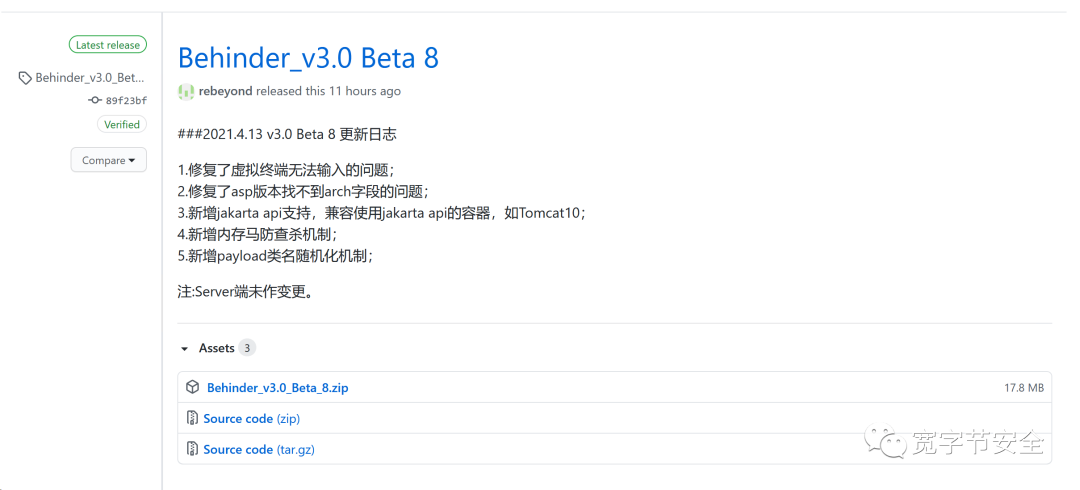 Latest release
Behinder_v3.0_Bet...
89f23bf
Verified
Compare
Behinder_v3.0 Beta 8
rebeyond released this 11 hours ago
###2021.4.13 v3.0 Beta 8 更新日志
1.修复了虚拟终端无法输入的问题；
2.修复了asp版本找不到arch字段的问题；
3.新增jakarta api支持，兼容使用jakarta api的容器，如Tomcat10；
4.新增内存马防查杀机制；
5.新增payload类名随机化机制；
注:Server端未作变更。
Assets 3
Behinder_v3.0_Beta_8.zip 17.8 MB
Source code (zip)
Source code (tar.gz)
宽字节安全